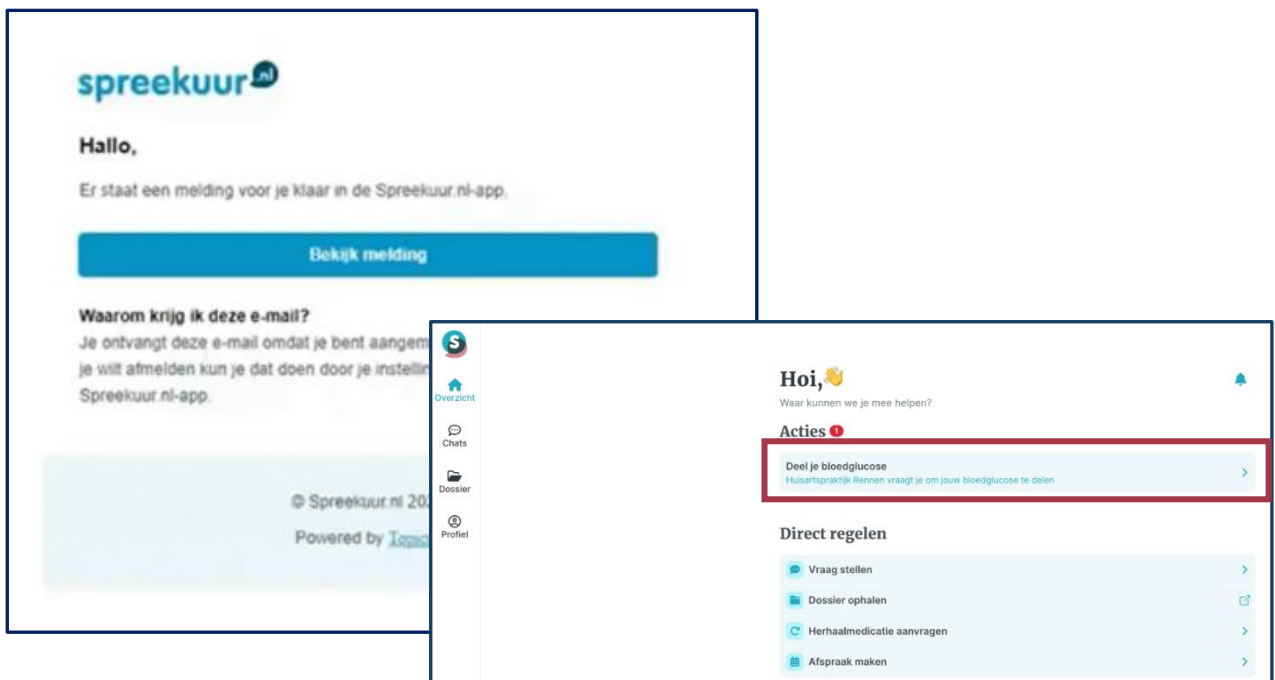 spreekuur.nl
Hallo,
Er staat een melding voor je klaar in de Spreekuur.nl-app.
Bekijk melding
Waarom krijg ik deze e-mail?
Je ontvangt deze e-mail omdat je bent aangem
je wilt afmelden kun je dat doen door je instellin
Spreekuur.nl-app.
© Spreekuur.nl 20
Powered by
S
Overzicht
Chats
Dossier
Profiel
Hoi,👋
Waar kunnen we je mee helpen?
Acties 1
Deel je bloedglucose
Huisartspraktijk Rennen vraagt je om jouw bloedglucose te delen
Direct regelen
Vraag stellen
Dossier ophalen
Herhaalmedicatie aanvragen
Afspraak maken